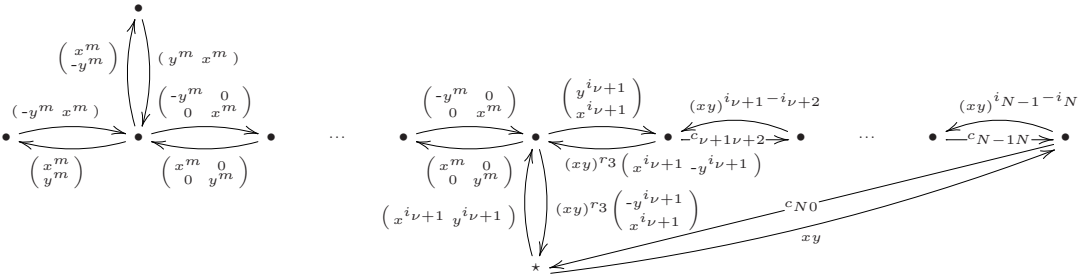 ( x^m
-y^m )
( y^m x^m )
( -y^m x^m )
( -y^m 0
0 x^m )
( x^m
y^m )
( x^m 0
0 y^m )
...
( -y^m 0
0 x^m )
( x^m 0
0 y^m )
( y^{i_{ν+1}}
x^{i_{ν+1}} )
(xy)^{r_3} ( x^{i_{ν+1}} -y^{i_{ν+1}} )
(xy)^{i_{ν+1}-i_{ν+2}}
c_{ν+1ν+2}
...
(xy)^{i_{N-1}-i_N}
c_{N-1N}
( x^{i_{ν+1}} y^{i_{ν+1}} )
(xy)^{r_3} ( -y^{i_{ν+1}}
x^{i_{ν+1}} )
c_{N0}
xy
⋆